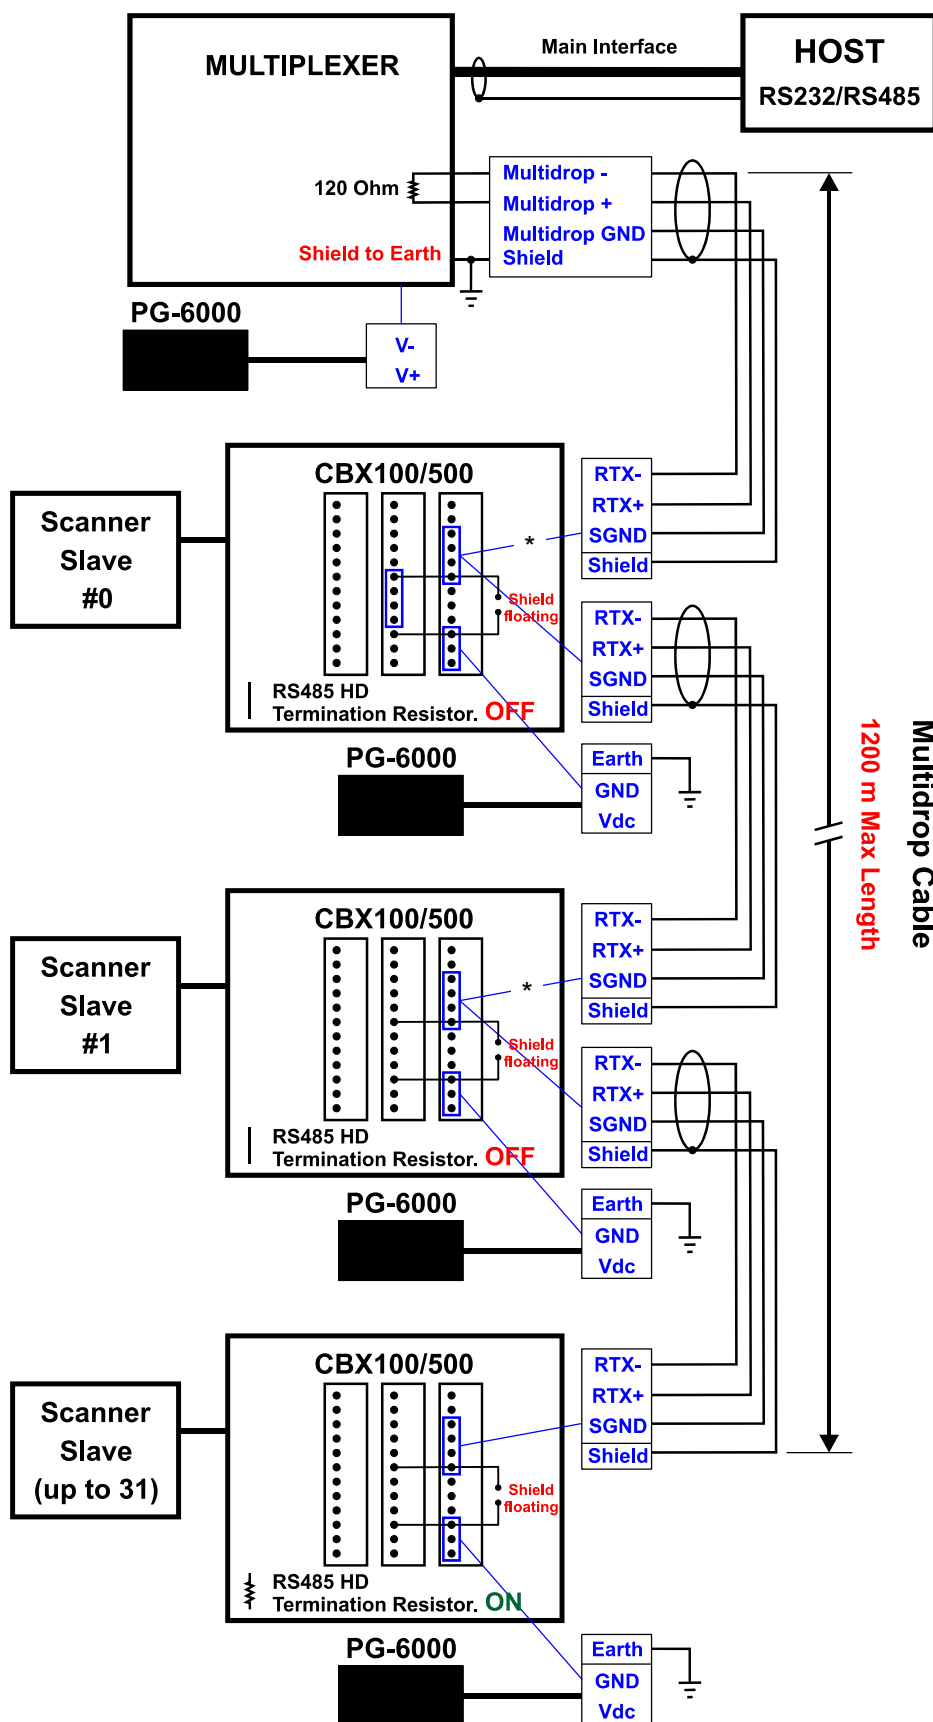 MULTIPLEXER
Main Interface
HOST
RS232/RS485
120 Ohm
Multidrop -
Multidrop +
Multidrop GND
Shield
Shield to Earth
PG-6000
V-
V+
CBX100/500
Scanner
Slave
#0
RTX-
RTX+
SGND
Shield
*
Shield
floating
RTX-
RTX+
SGND
Shield
RS485 HD
Termination Resistor. OFF
PG-6000
Earth
GND
Vdc
Multidrop Cable
1200 m Max Length
CBX100/500
Scanner
Slave
#1
RTX-
RTX+
SGND
Shield
*
Shield
floating
RTX-
RTX+
SGND
Shield
RS485 HD
Termination Resistor. OFF
PG-6000
Earth
GND
Vdc
CBX100/500
Scanner
Slave
(up to 31)
RTX-
RTX+
SGND
Shield
Shield
floating
RS485 HD
Termination Resistor. ON
PG-6000
Earth
GND
Vdc